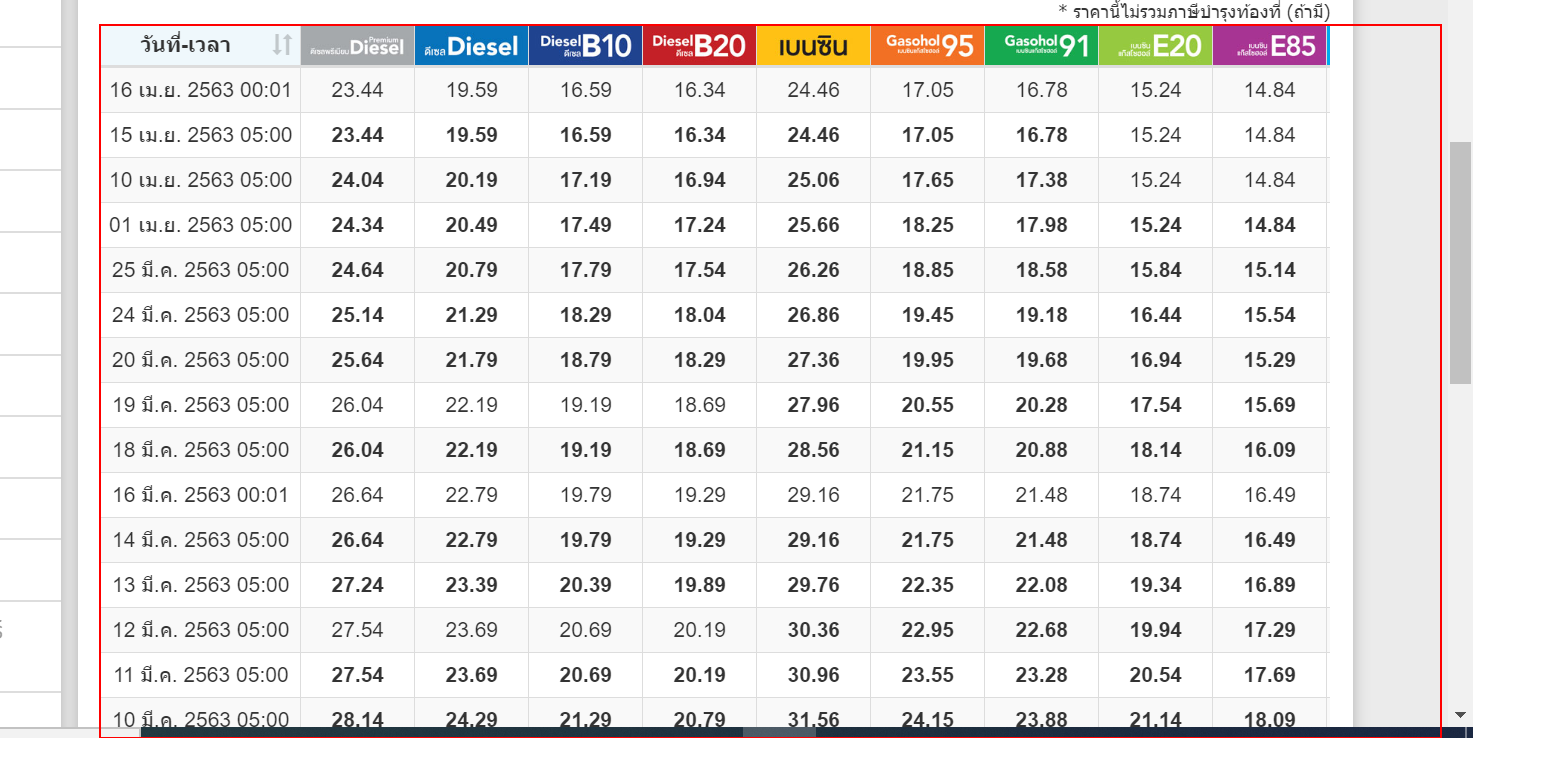 * ราคานี้ไม่รวมภาษีบำรุงท้องที่ (ถ้ามี)
วันที่-เวลา ดีเซลพรีเมียม Premium Diesel ดีเซล Diesel Diesel B10 ดีเซล Diesel B20 ดีเซล เบนซิน Gasohol 95 เบนซินแก๊สโซฮอล์ Gasohol 91 เบนซินแก๊สโซฮอล์ เบนซิน แก๊สโซฮอล์ E20 เบนซิน แก๊สโซฮอล์ E85
16 เม.ย. 2563 00:01 23.44 19.59 16.59 16.34 24.46 17.05 16.78 15.24 14.84
15 เม.ย. 2563 05:00 23.44 19.59 16.59 16.34 24.46 17.05 16.78 15.24 14.84
10 เม.ย. 2563 05:00 24.04 20.19 17.19 16.94 25.06 17.65 17.38 15.24 14.84
01 เม.ย. 2563 05:00 24.34 20.49 17.49 17.24 25.66 18.25 17.98 15.24 14.84
25 มี.ค. 2563 05:00 24.64 20.79 17.79 17.54 26.26 18.85 18.58 15.84 15.14
24 มี.ค. 2563 05:00 25.14 21.29 18.29 18.04 26.86 19.45 19.18 16.44 15.54
20 มี.ค. 2563 05:00 25.64 21.79 18.79 18.29 27.36 19.95 19.68 16.94 15.29
19 มี.ค. 2563 05:00 26.04 22.19 19.19 18.69 27.96 20.55 20.28 17.54 15.69
18 มี.ค. 2563 05:00 26.04 22.19 19.19 18.69 28.56 21.15 20.88 18.14 16.09
16 มี.ค. 2563 00:01 26.64 22.79 19.79 19.29 29.16 21.75 21.48 18.74 16.49
14 มี.ค. 2563 05:00 26.64 22.79 19.79 19.29 29.16 21.75 21.48 18.74 16.49
13 มี.ค. 2563 05:00 27.24 23.39 20.39 19.89 29.76 22.35 22.08 19.34 16.89
12 มี.ค. 2563 05:00 27.54 23.69 20.69 20.19 30.36 22.95 22.68 19.94 17.29
11 มี.ค. 2563 05:00 27.54 23.69 20.69 20.19 30.96 23.55 23.28 20.54 17.69
10 มี.ค. 2563 05:00 28.14 24.29 21.29 20.79 31.56 24.15 23.88 21.14 18.09